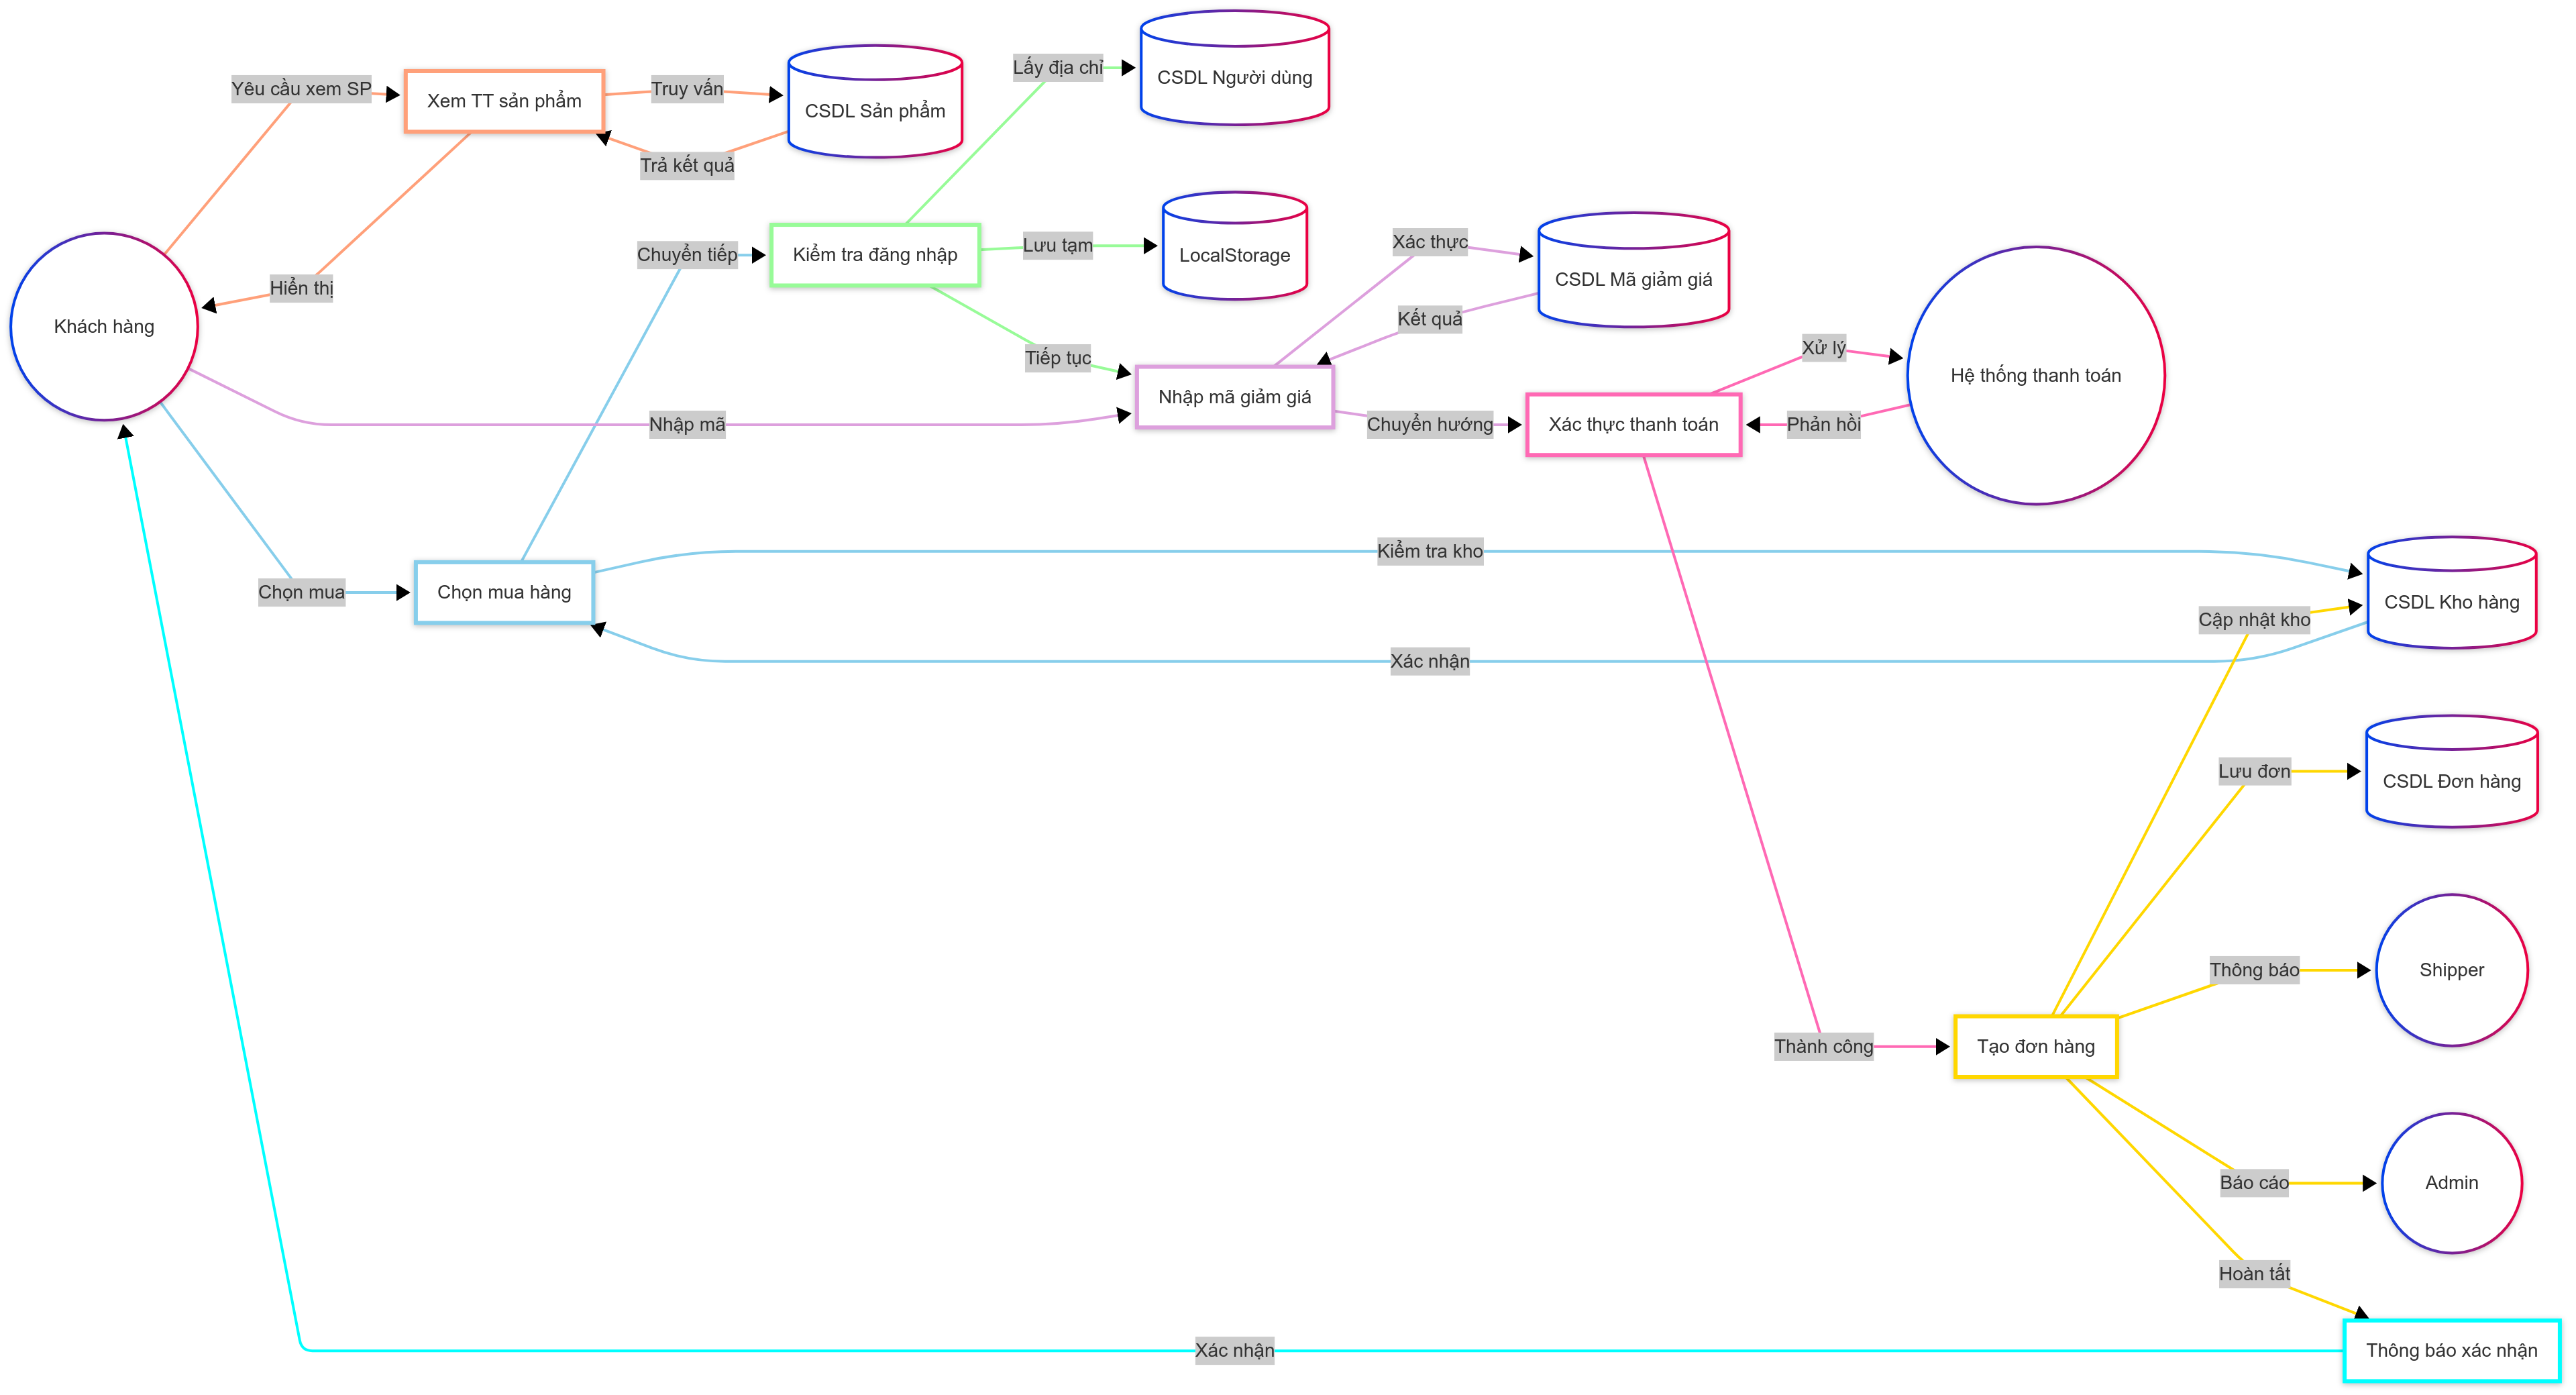 Khách hàng
Yêu cầu xem SP
Xem TT sản phẩm
Truy vấn
CSDL Sản phẩm
Trả kết quả
Hiển thị
Lấy địa chỉ
CSDL Người dùng
Chuyển tiếp
Kiểm tra đăng nhập
Lưu tạm
LocalStorage
Tiếp tục
Xác thực
CSDL Mã giảm giá
Kết quả
Nhập mã
Nhập mã giảm giá
Chuyển hướng
Xác thực thanh toán
Xử lý
Hệ thống thanh toán
Phản hồi
Chọn mua
Chọn mua hàng
Kiểm tra kho
CSDL Kho hàng
Cập nhật kho
Xác nhận
Lưu đơn
CSDL Đơn hàng
Thông báo
Shipper
Thành công
Tạo đơn hàng
Báo cáo
Admin
Hoàn tất
Xác nhận
Thông báo xác nhận